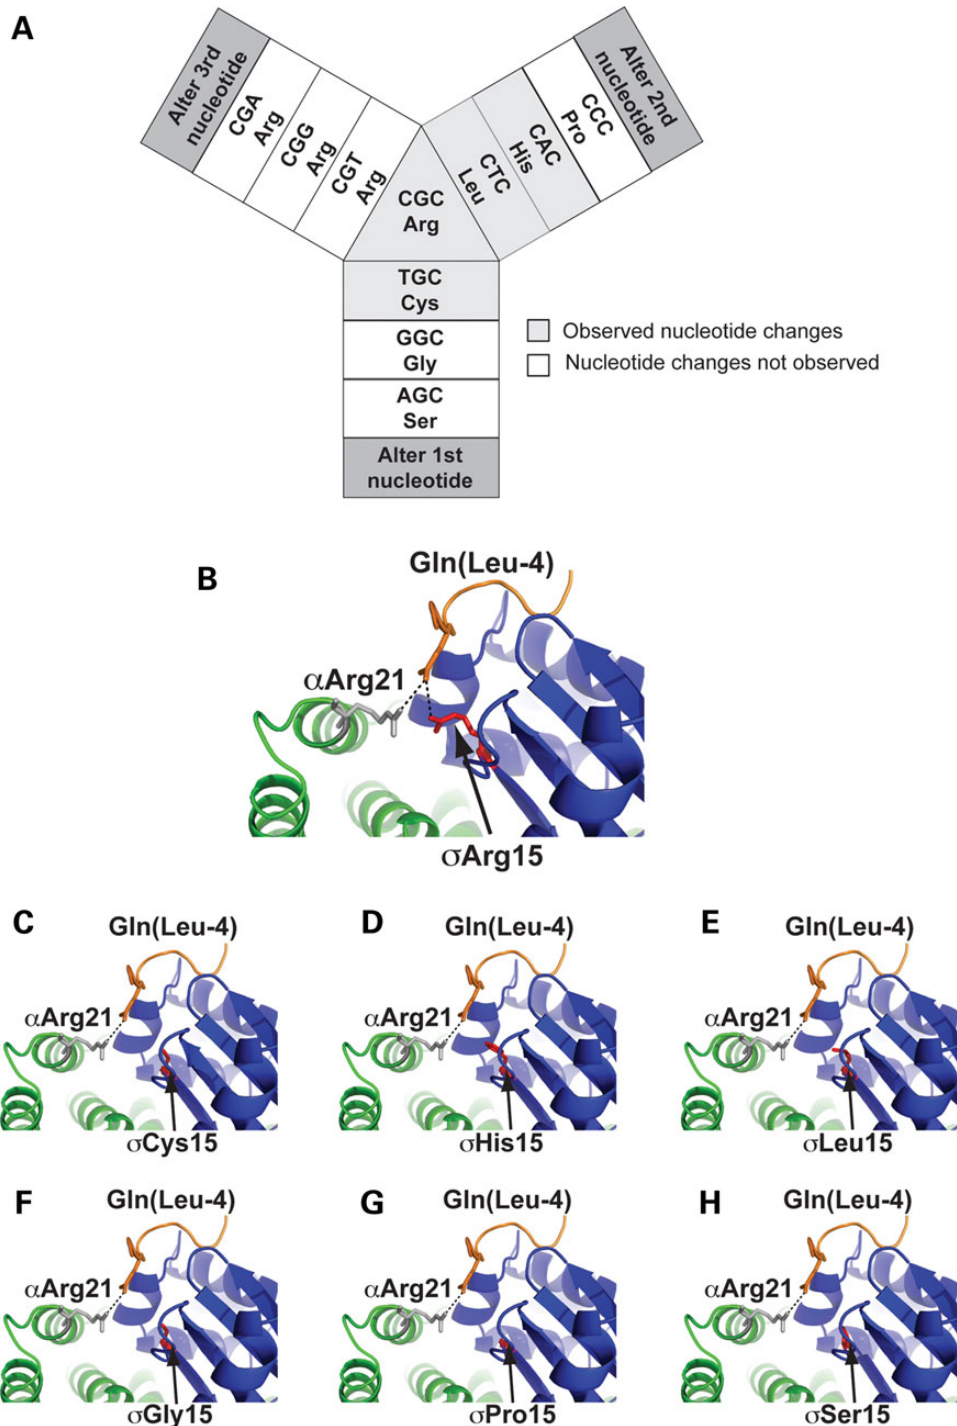 A
Alter 3rd
nucleotide
CGA
Arg
CGG
Arg
CGT
Arg
CGC
Arg
CTC
Leu
CAC
His
CCC
Pro
Alter 2nd
nucleotide
TGC
Cys
GGC
Gly
AGC
Ser
Alter 1st
nucleotide
Observed nucleotide changes
Nucleotide changes not observed
B
Gln(Leu-4)
αArg21
σArg15
C
Gln(Leu-4)
αArg21
σCys15
D
Gln(Leu-4)
αArg21
σHis15
E
Gln(Leu-4)
αArg21
σLeu15
F
Gln(Leu-4)
αArg21
σGly15
G
Gln(Leu-4)
αArg21
σPro15
H
Gln(Leu-4)
αArg21
σSer15